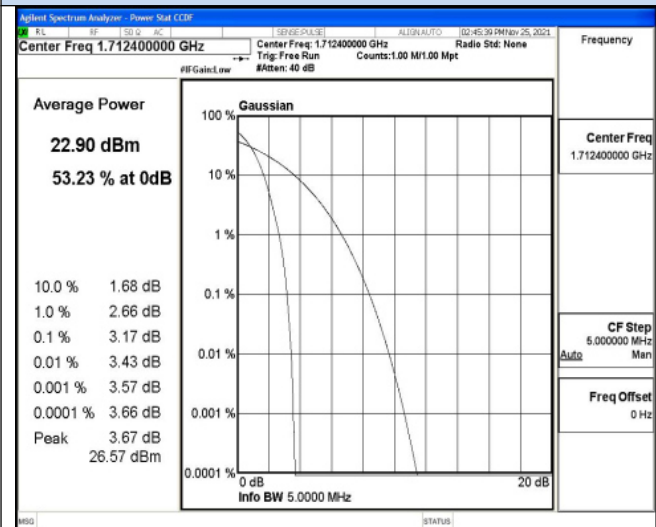 Agilent Spectrum Analyzer - Power Stat CCDF
RL RF 50 Ω AC SENSE:PULSE ALIGN AUTO 02:45:39 PM Nov 25, 2021
Center Freq 1.712400000 GHz
Center Freq: 1.712400000 GHz Radio Std: None
Trig: Free Run Counts:1.00 M/1.00 Mpt
#IFGain:Low #Atten: 40 dB
Frequency
Average Power
22.90 dBm
53.23 % at 0dB
10.0 % 1.68 dB
1.0 % 2.66 dB
0.1 % 3.17 dB
0.01 % 3.43 dB
0.001 % 3.57 dB
0.0001 % 3.66 dB
Peak 3.67 dB
26.57 dBm
Gaussian
100 %
10 %
1 %
0.1 %
0.01 %
0.001 %
0.0001 %
0 dB 20 dB
Info BW 5.0000 MHz
Center Freq
1.712400000 GHz
CF Step
5.000000 MHz
Auto Man
Freq Offset
0 Hz
MSG STATUS